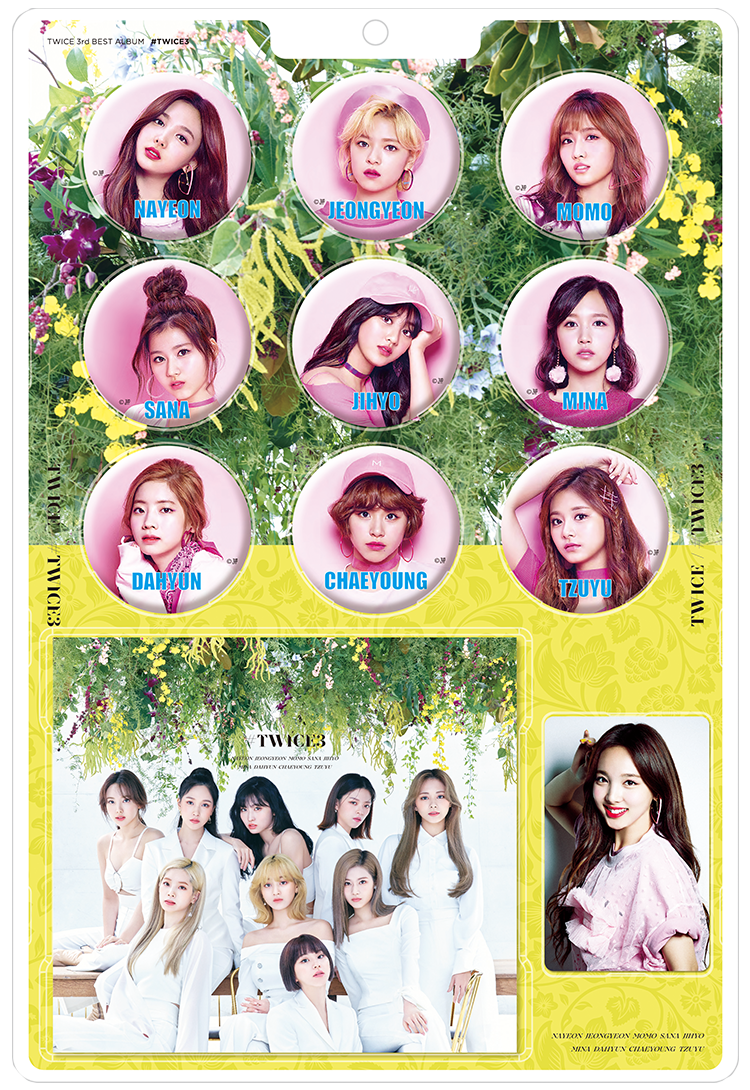 TWICE 3rd BEST ALBUM #TWICE3
NAYEON
JEONGYEON
MOMO
SANA
JIHYO
MINA
DAHYUN
CHAEYOUNG
TZUYU
TWICE / TWICE3
TWICE / TWICE3
# TWICE3
NAYEON JEONGYEON MOMO SANA JIHYO
MINA DAHYUN CHAEYOUNG TZUYU
NAYEON JEONGYEON MOMO SANA JIHYO
MINA DAHYUN CHAEYOUNG TZUYU